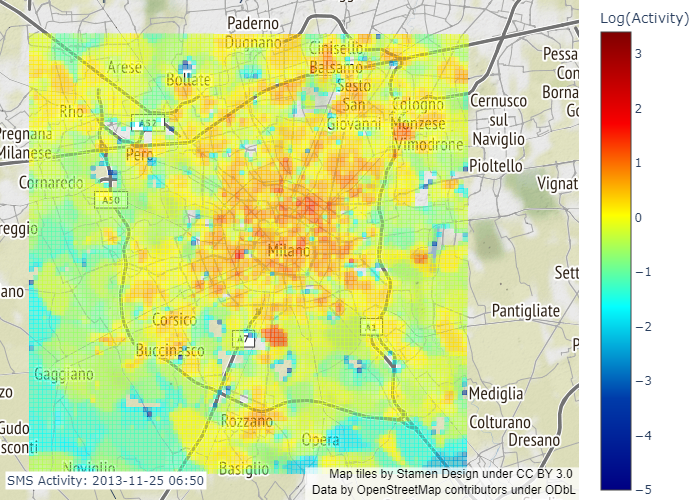 Log(Activity)
Paderno
Dugnano
Cinisello
Balsamo
Arese
Bollate
Sesto
San
Giovanni
Rho
A52
Cologno
Monzese
Vimodrone
Cernusco
sul
Naviglio
Pessa
Con
Borna
Go
Pregnana
Milanese
Pero
Pioltello
Cornaredo
A50
Vignat
reggio
Milano
Sett
ano
Corsico
A1
Pantigliate
A7
Buccinasco
P
Gaggiano
zo
Mediglia
Rozzano
Colturano
Gudo
Opera
Dresano
sconti
Noviglio
Basiglio
SMS Activity: 2013-11-25 06:50
Map tiles by Stamen Design under CC BY 3.0
Data by OpenStreetMap contributors under ODbL
3
2
1
0
−1
−2
−3
−4
−5